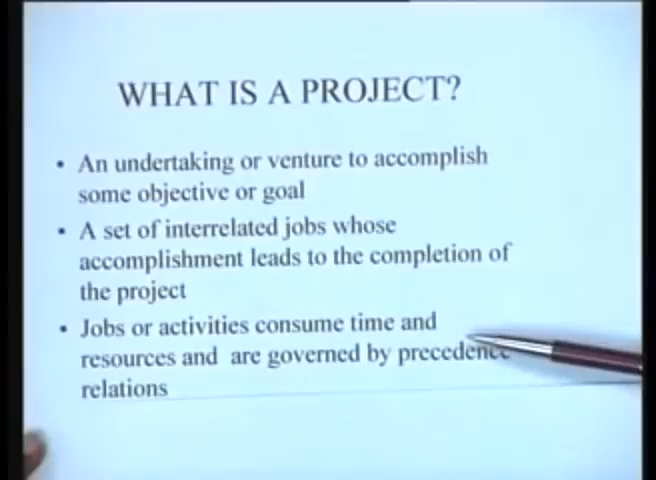 WHAT IS A PROJECT?
• An undertaking or venture to accomplish
some objective or goal
• A set of interrelated jobs whose
accomplishment leads to the completion of
the project
• Jobs or activities consume time and
resources and are governed by precedence
relations